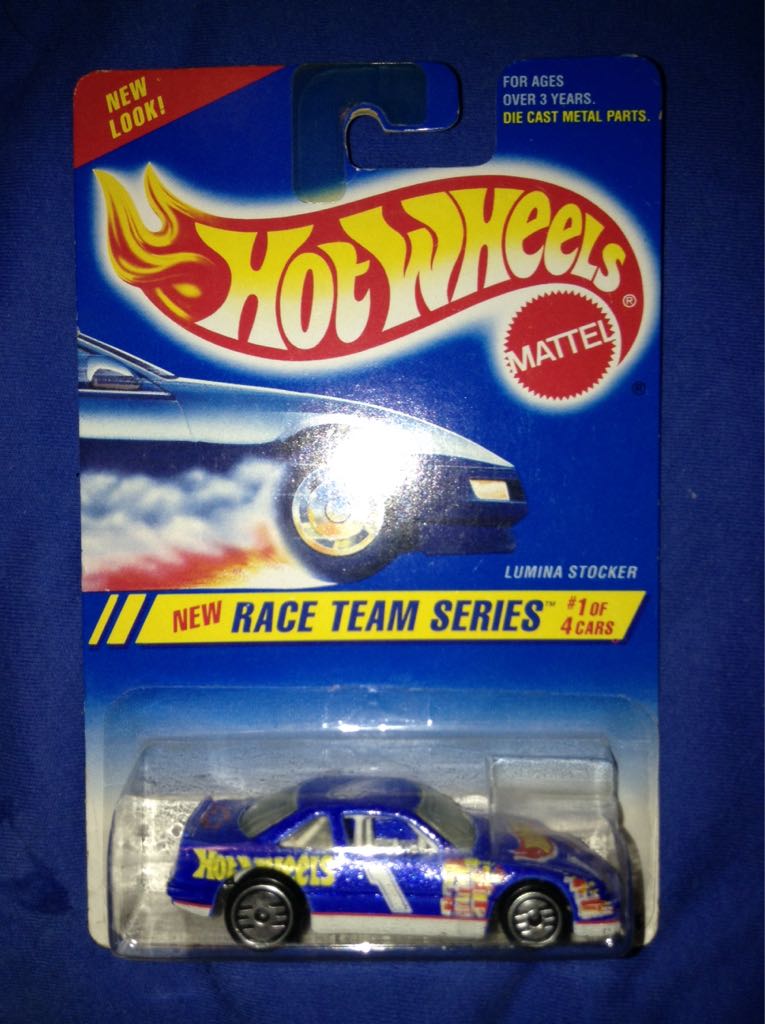 NEW
LOOK!
FOR AGES
OVER 3 YEARS.
DIE CAST METAL PARTS.
HOT WHEELS®
MATTEL
®
LUMINA STOCKER
NEW RACE TEAM SERIES™ #1 OF
4 CARS
HOT WHEELS
1